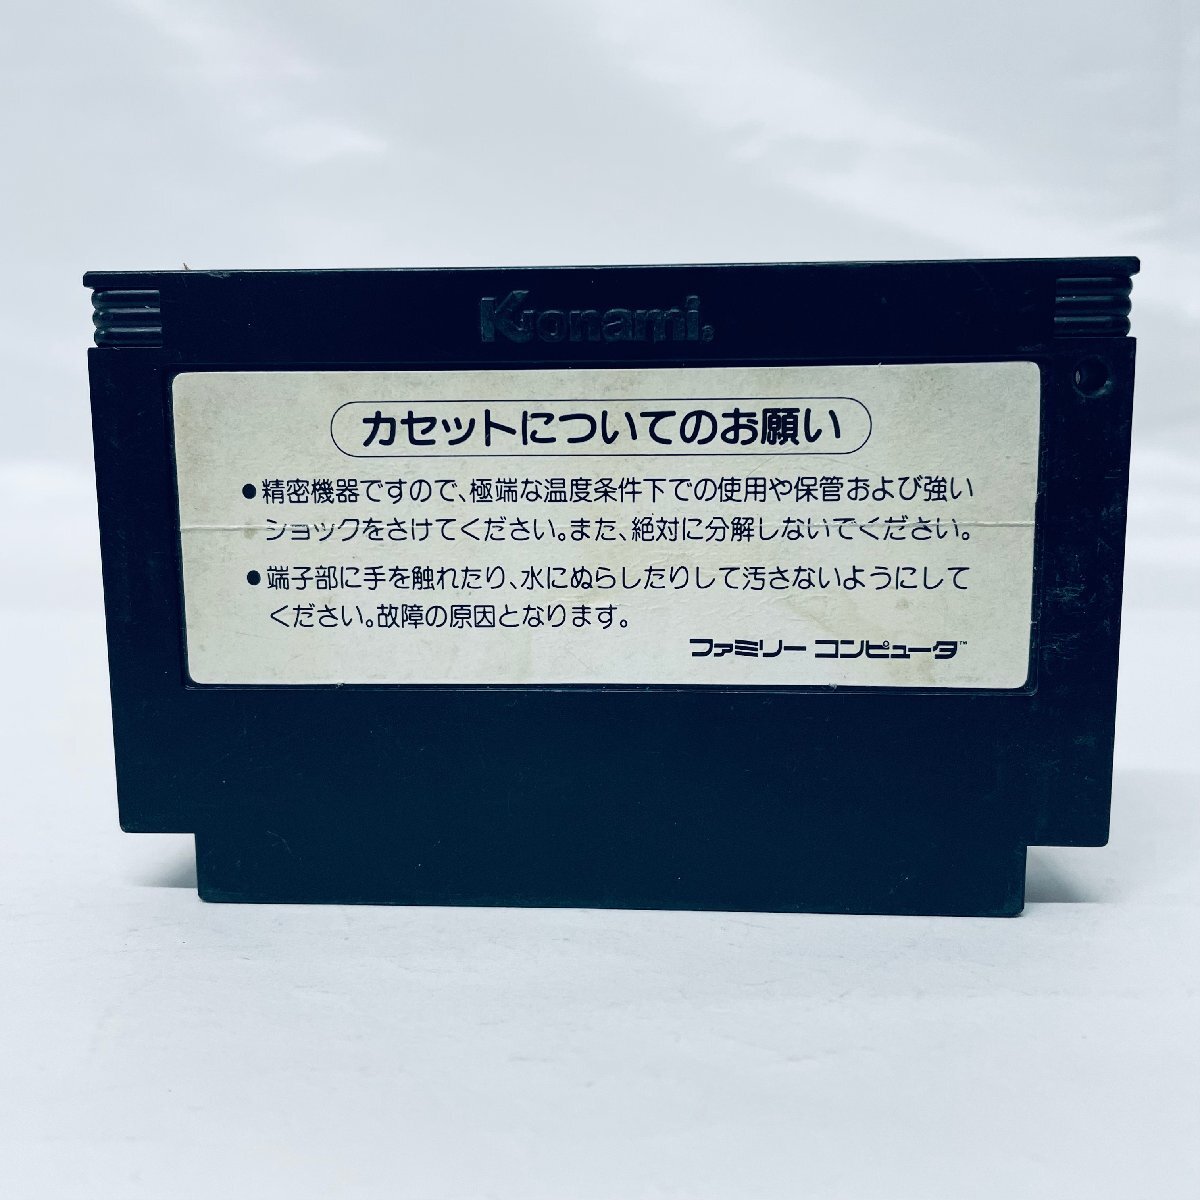 Konami®
カセットについてのお願い
●精密機器ですので、極端な温度条件下での使用や保管および強い
ショックをさけてください。また、絶対に分解しないでください。
●端子部に手を触れたり、水にぬらしたりして汚さないようにして
ください。故障の原因となります。
ファミリー コンピュータ™